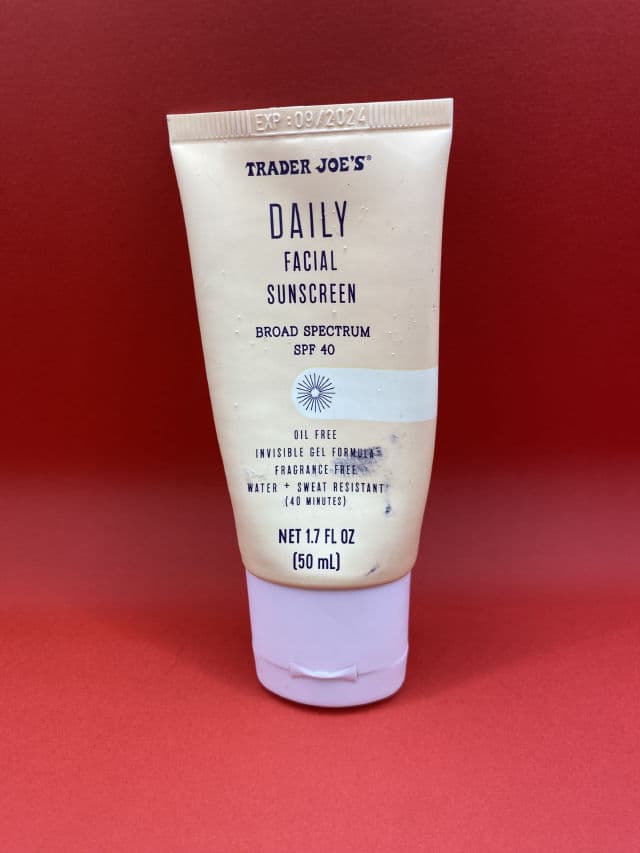 EXP:09/2024
TRADER JOE'S®
DAILY
FACIAL
SUNSCREEN
BROAD SPECTRUM
SPF 40
OIL FREE
INVISIBLE GEL FORMULA
FRAGRANCE FREE
WATER + SWEAT RESISTANT
(40 MINUTES)
NET 1.7 FL OZ
(50 mL)